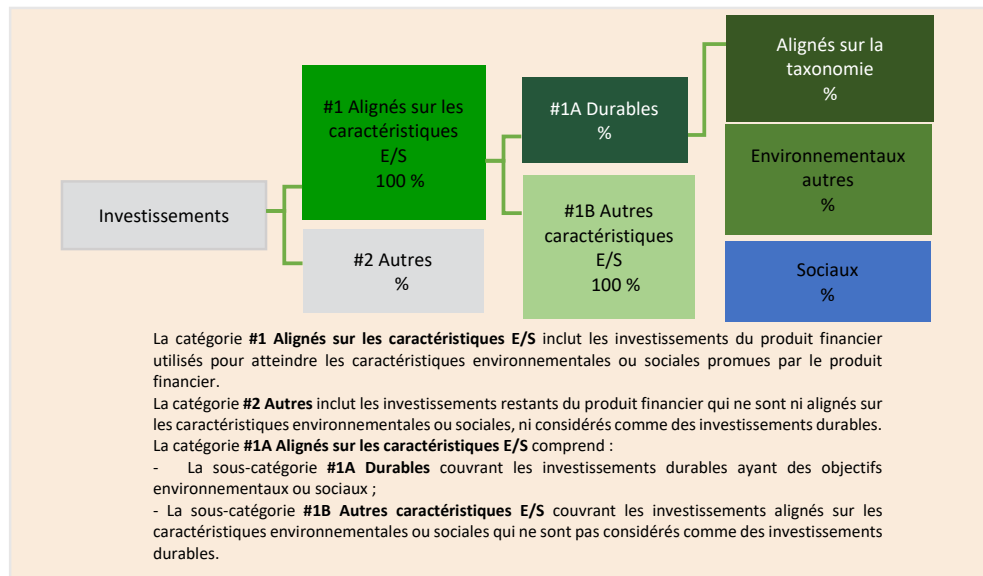 Investissements
#1 Alignés sur les
caractéristiques
E/S
100 %
#2 Autres
%
#1A Durables
%
#1B Autres
caractéristiques
E/S
100 %
Alignés sur la
taxonomie
%
Environnementaux
autres
%
Sociaux
%
La catégorie #1 Alignés sur les caractéristiques E/S inclut les investissements du produit financier
utilisés pour atteindre les caractéristiques environnementales ou sociales promues par le produit
financier.
La catégorie #2 Autres inclut les investissements restants du produit financier qui ne sont ni alignés sur
les caractéristiques environnementales ou sociales, ni considérés comme des investissements durables.
La catégorie #1A Alignés sur les caractéristiques E/S comprend :
- La sous-catégorie #1A Durables couvrant les investissements durables ayant des objectifs
environnementaux ou sociaux ;
- La sous-catégorie #1B Autres caractéristiques E/S couvrant les investissements alignés sur les
caractéristiques environnementales ou sociales qui ne sont pas considérés comme des investissements
durables.